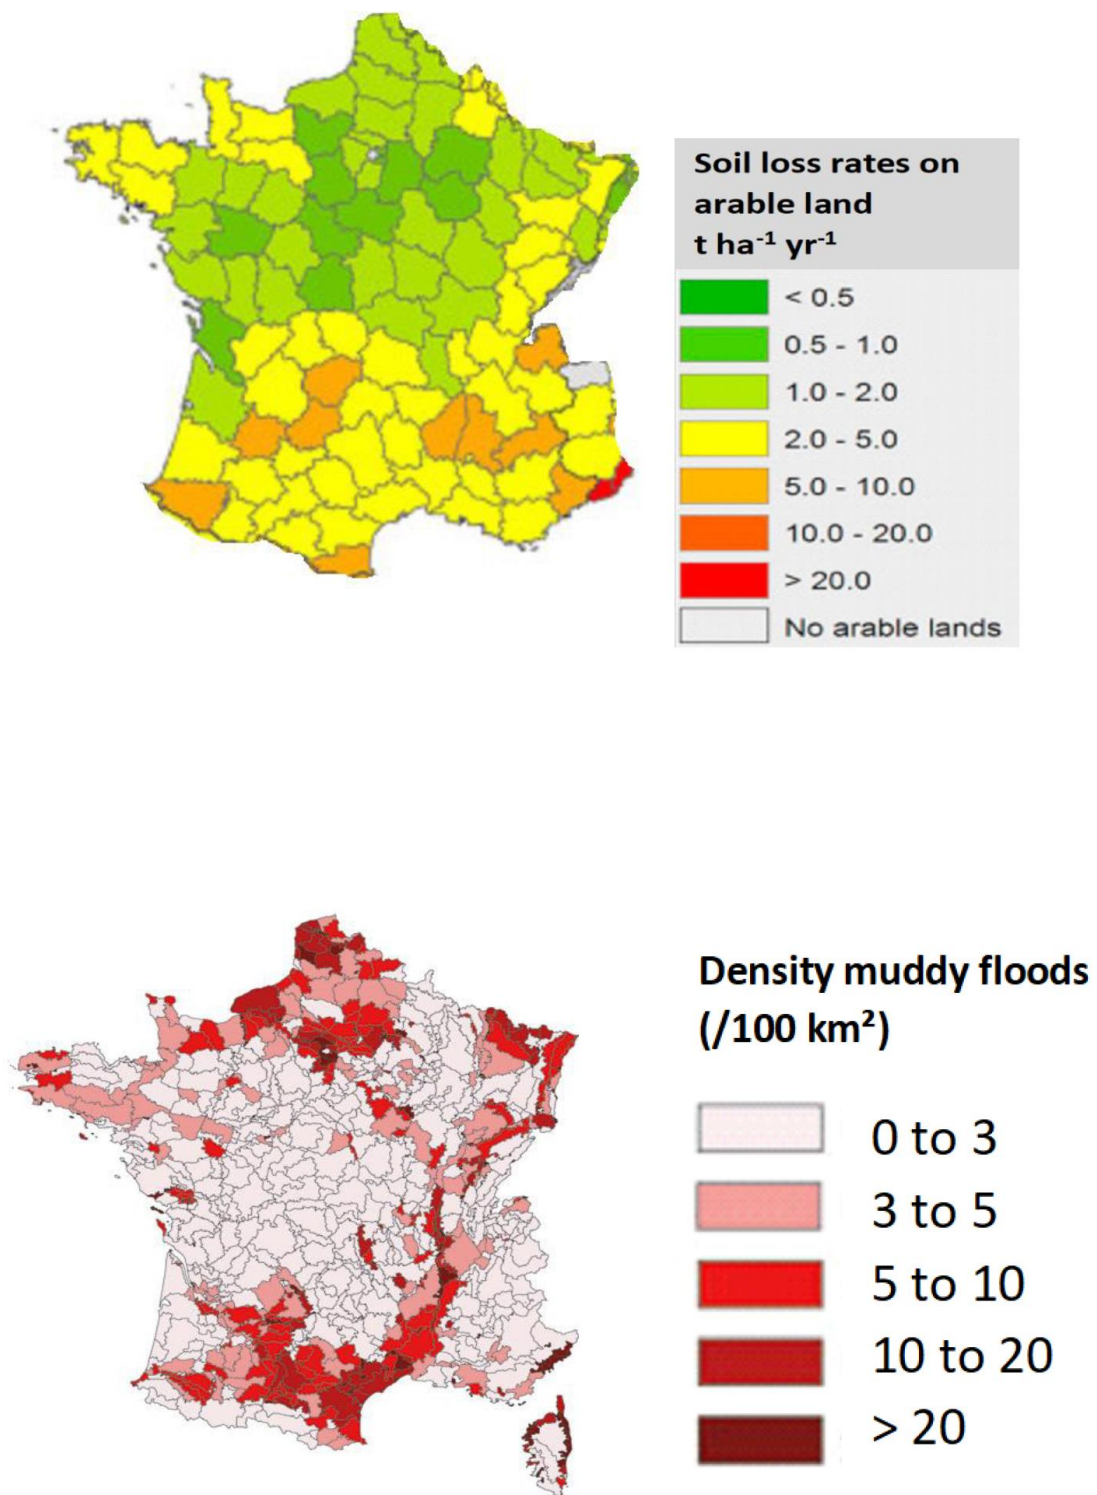 Soil loss rates on
arable land
t ha⁻¹ yr⁻¹
< 0.5
0.5 - 1.0
1.0 - 2.0
2.0 - 5.0
5.0 - 10.0
10.0 - 20.0
> 20.0
No arable lands
Density muddy floods
(/100 km²)
0 to 3
3 to 5
5 to 10
10 to 20
> 20